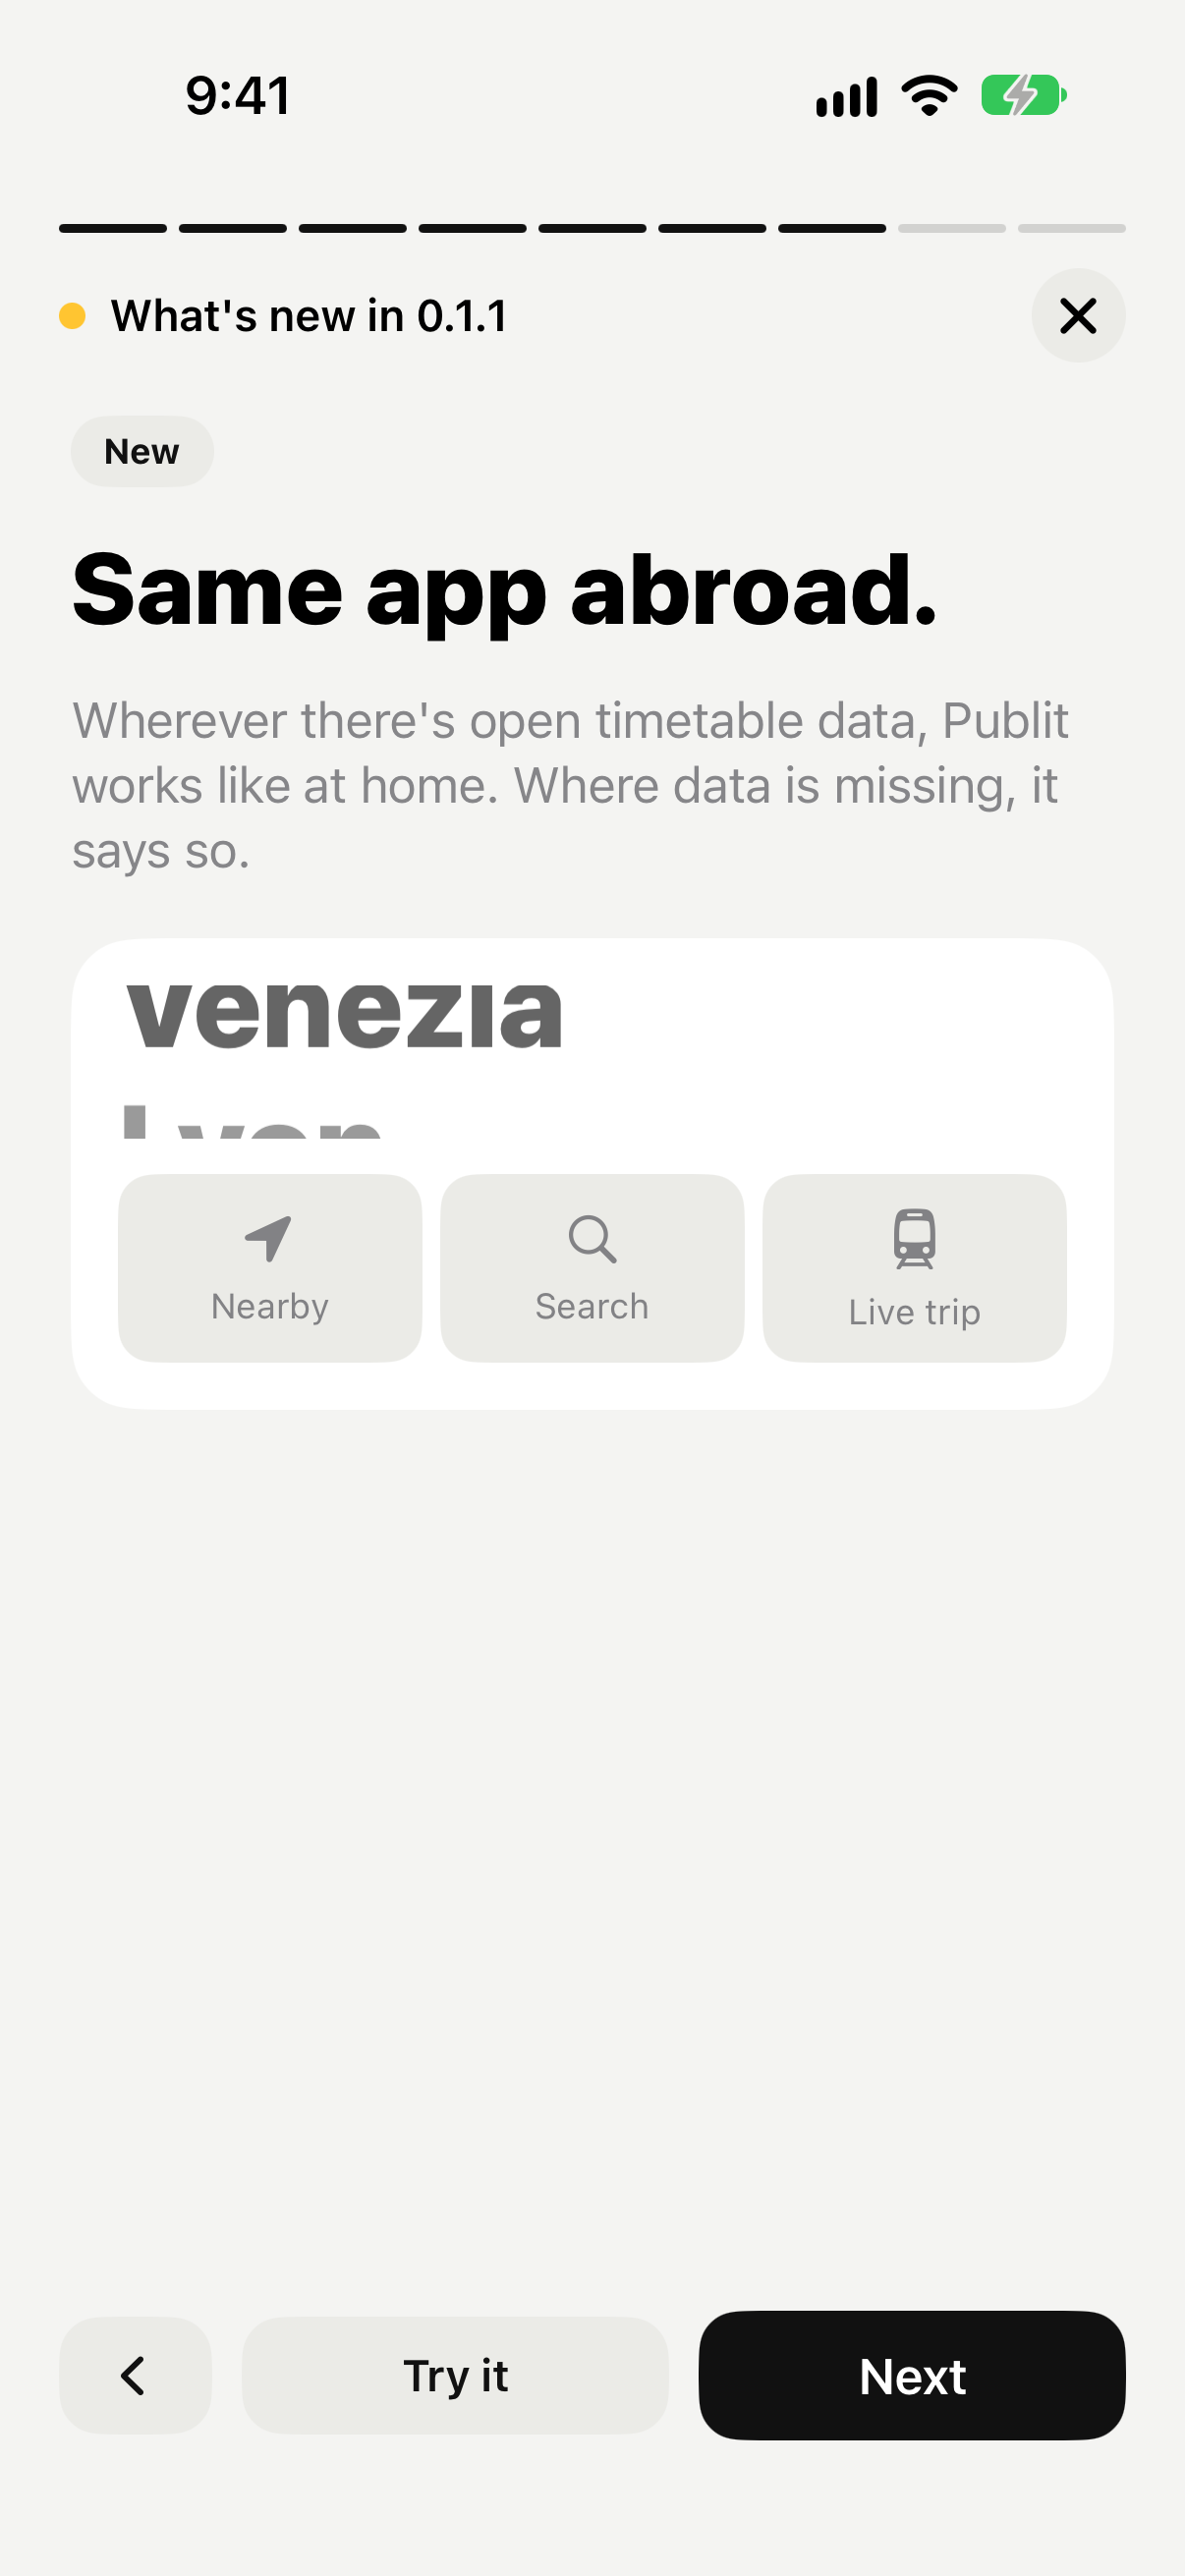 9:41
What's new in 0.1.1
New
Same app abroad.
Wherever there's open timetable data, Publit
works like at home. Where data is missing, it
says so.
Venezia
Lyon
Nearby
Search
Live trip
Try it
Next